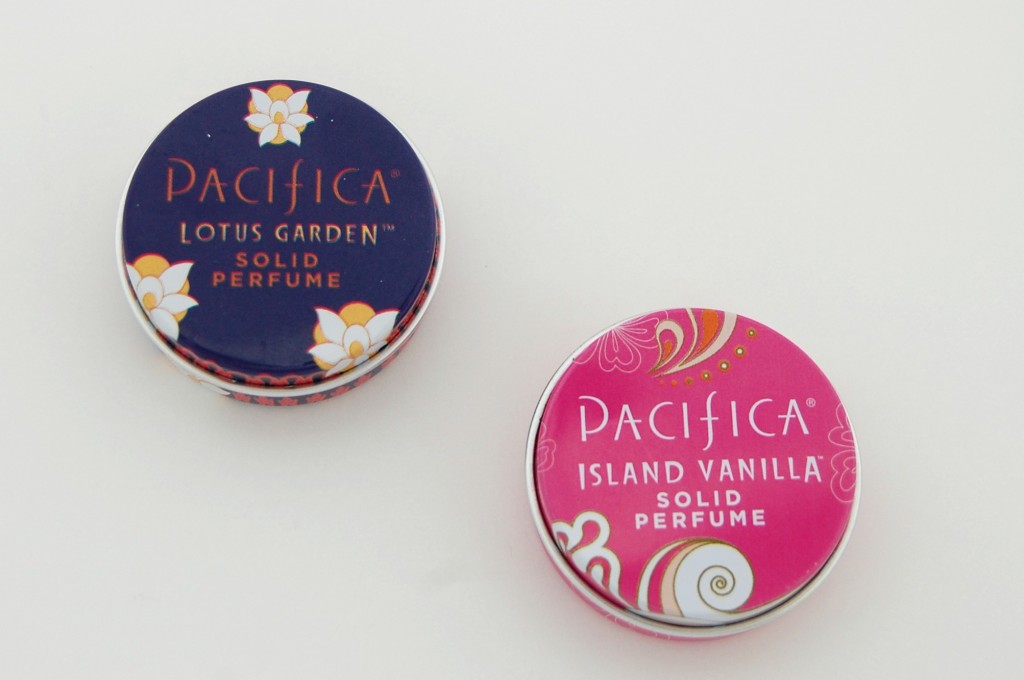 PACIFICA®
LOTUS GARDEN™
SOLID
PERFUME
PACIFICA®
ISLAND VANILLA™
SOLID
PERFUME